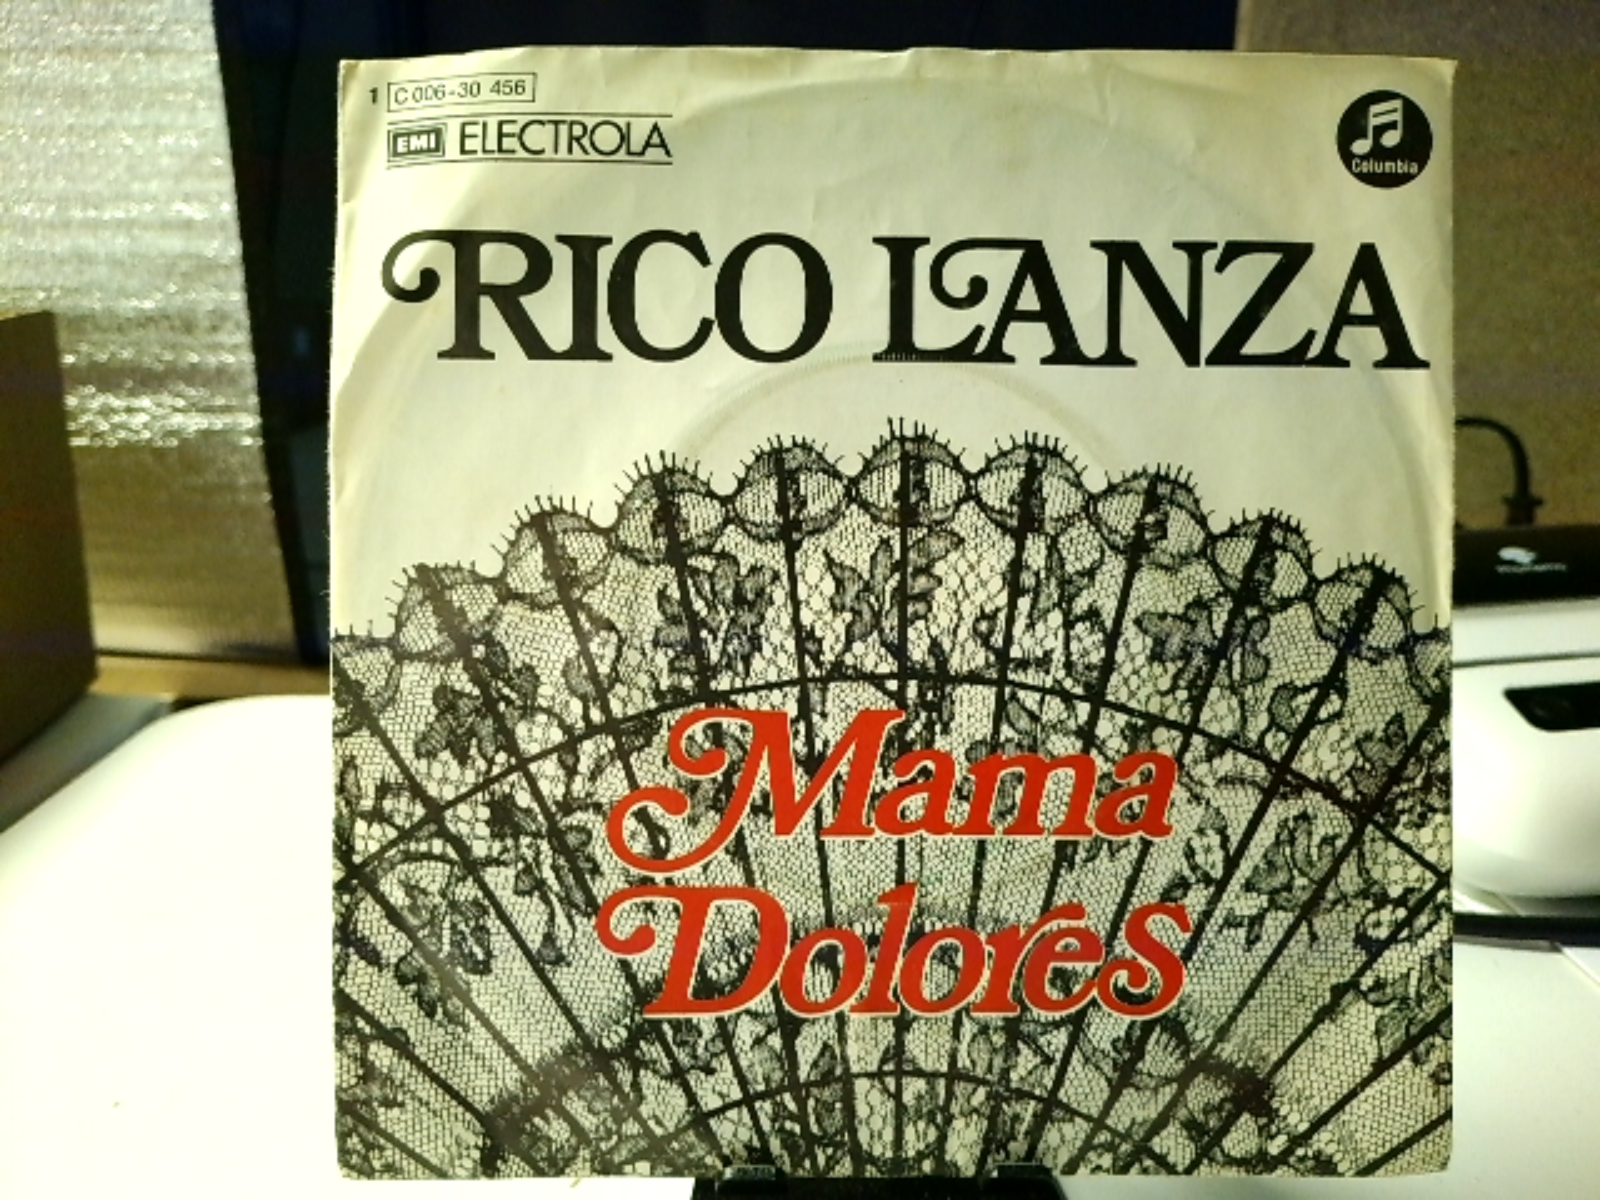 1 C 006-30 456
EMI ELECTROLA
Columbia
RICO LANZA
Mama
Dolores